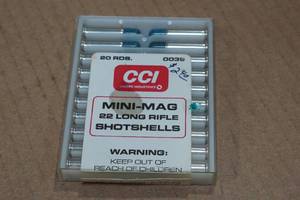 20 RDS. 0039
CCI
MINI-MAG
22 LONG RIFLE
SHOTSHELLS
WARNING:
KEEP OUT OF
REACH OF CHILDREN